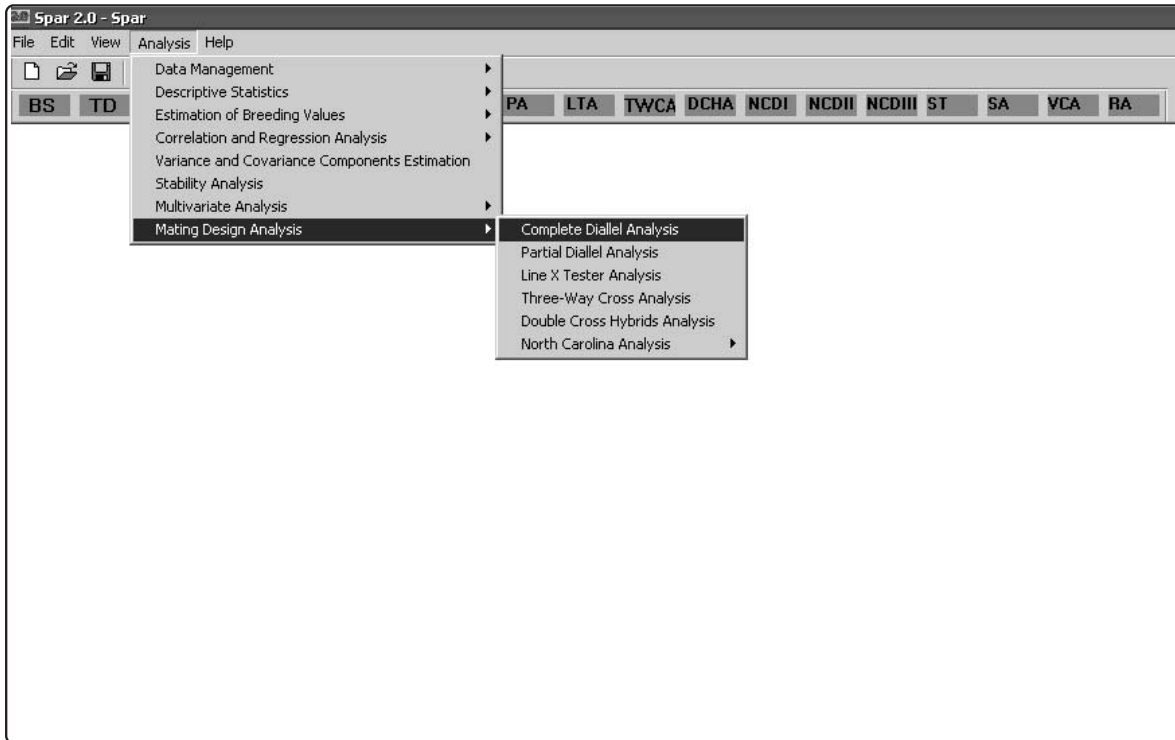 2.0 Spar 2.0 - Spar
File Edit View Analysis Help
BS TD PA LTA TWCA DCHA NCDI NCDII NCDIII ST SA VCA RA
Data Management
Descriptive Statistics
Estimation of Breeding Values
Correlation and Regression Analysis
Variance and Covariance Components Estimation
Stability Analysis
Multivariate Analysis
Mating Design Analysis
Complete Diallel Analysis
Partial Diallel Analysis
Line X Tester Analysis
Three-Way Cross Analysis
Double Cross Hybrids Analysis
North Carolina Analysis